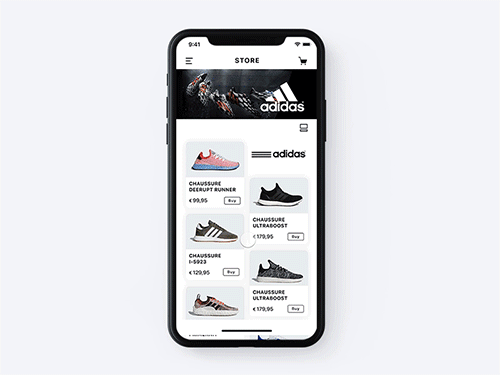 9:41
STORE
adidas
adidas
CHAUSSURE
DEERUPT RUNNER
€ 99,95
Buy
CHAUSSURE
ULTRABOOST
€ 179,95
Buy
CHAUSSURE
I-5923
€ 129,95
Buy
CHAUSSURE
ULTRABOOST
€ 179,95
Buy